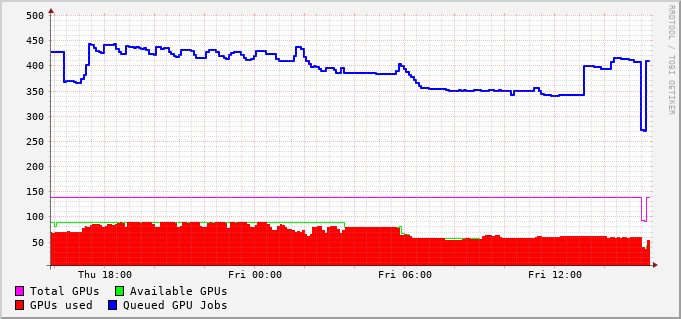 500
450
400
350
300
250
200
150
100
50
Thu 18:00 Fri 00:00 Fri 06:00 Fri 12:00
Total GPUs Available GPUs
GPUs used Queued GPU Jobs
RRDTOOL / TOBI OETIKER